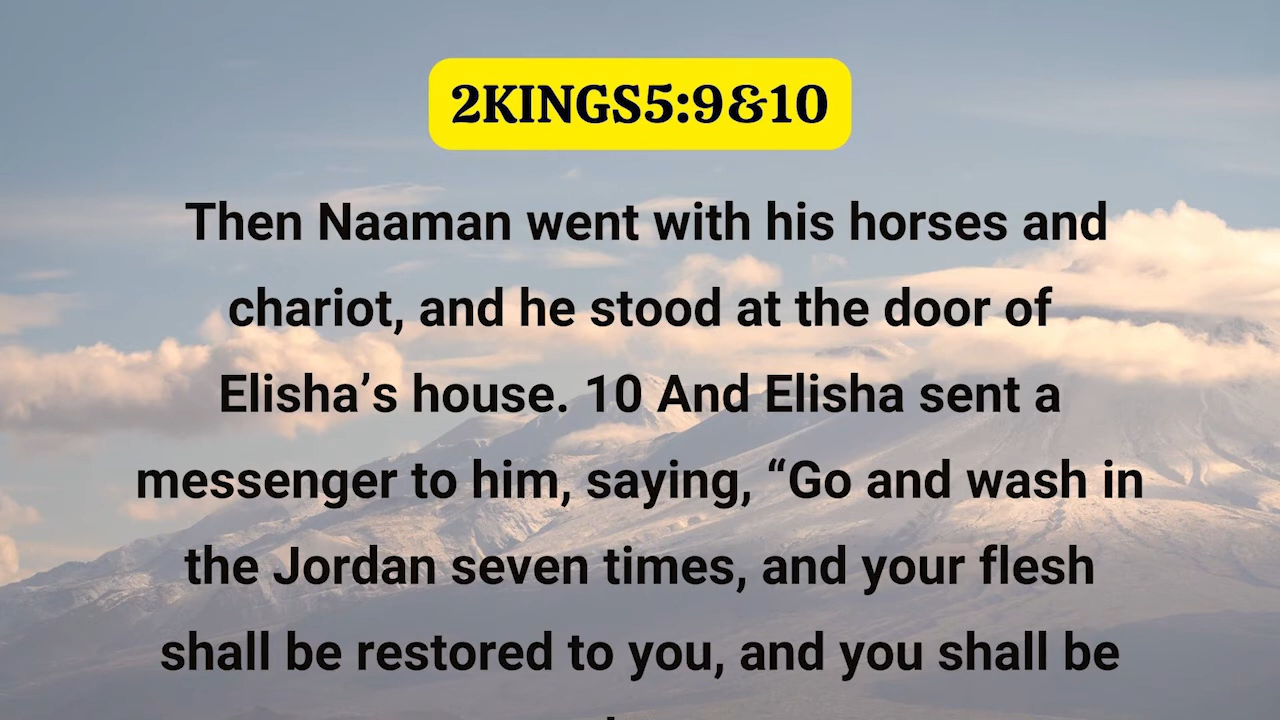 2KINGS5:9&10
Then Naaman went with his horses and
chariot, and he stood at the door of
Elisha’s house. 10 And Elisha sent a
messenger to him, saying, “Go and wash in
the Jordan seven times, and your flesh
shall be restored to you, and you shall be